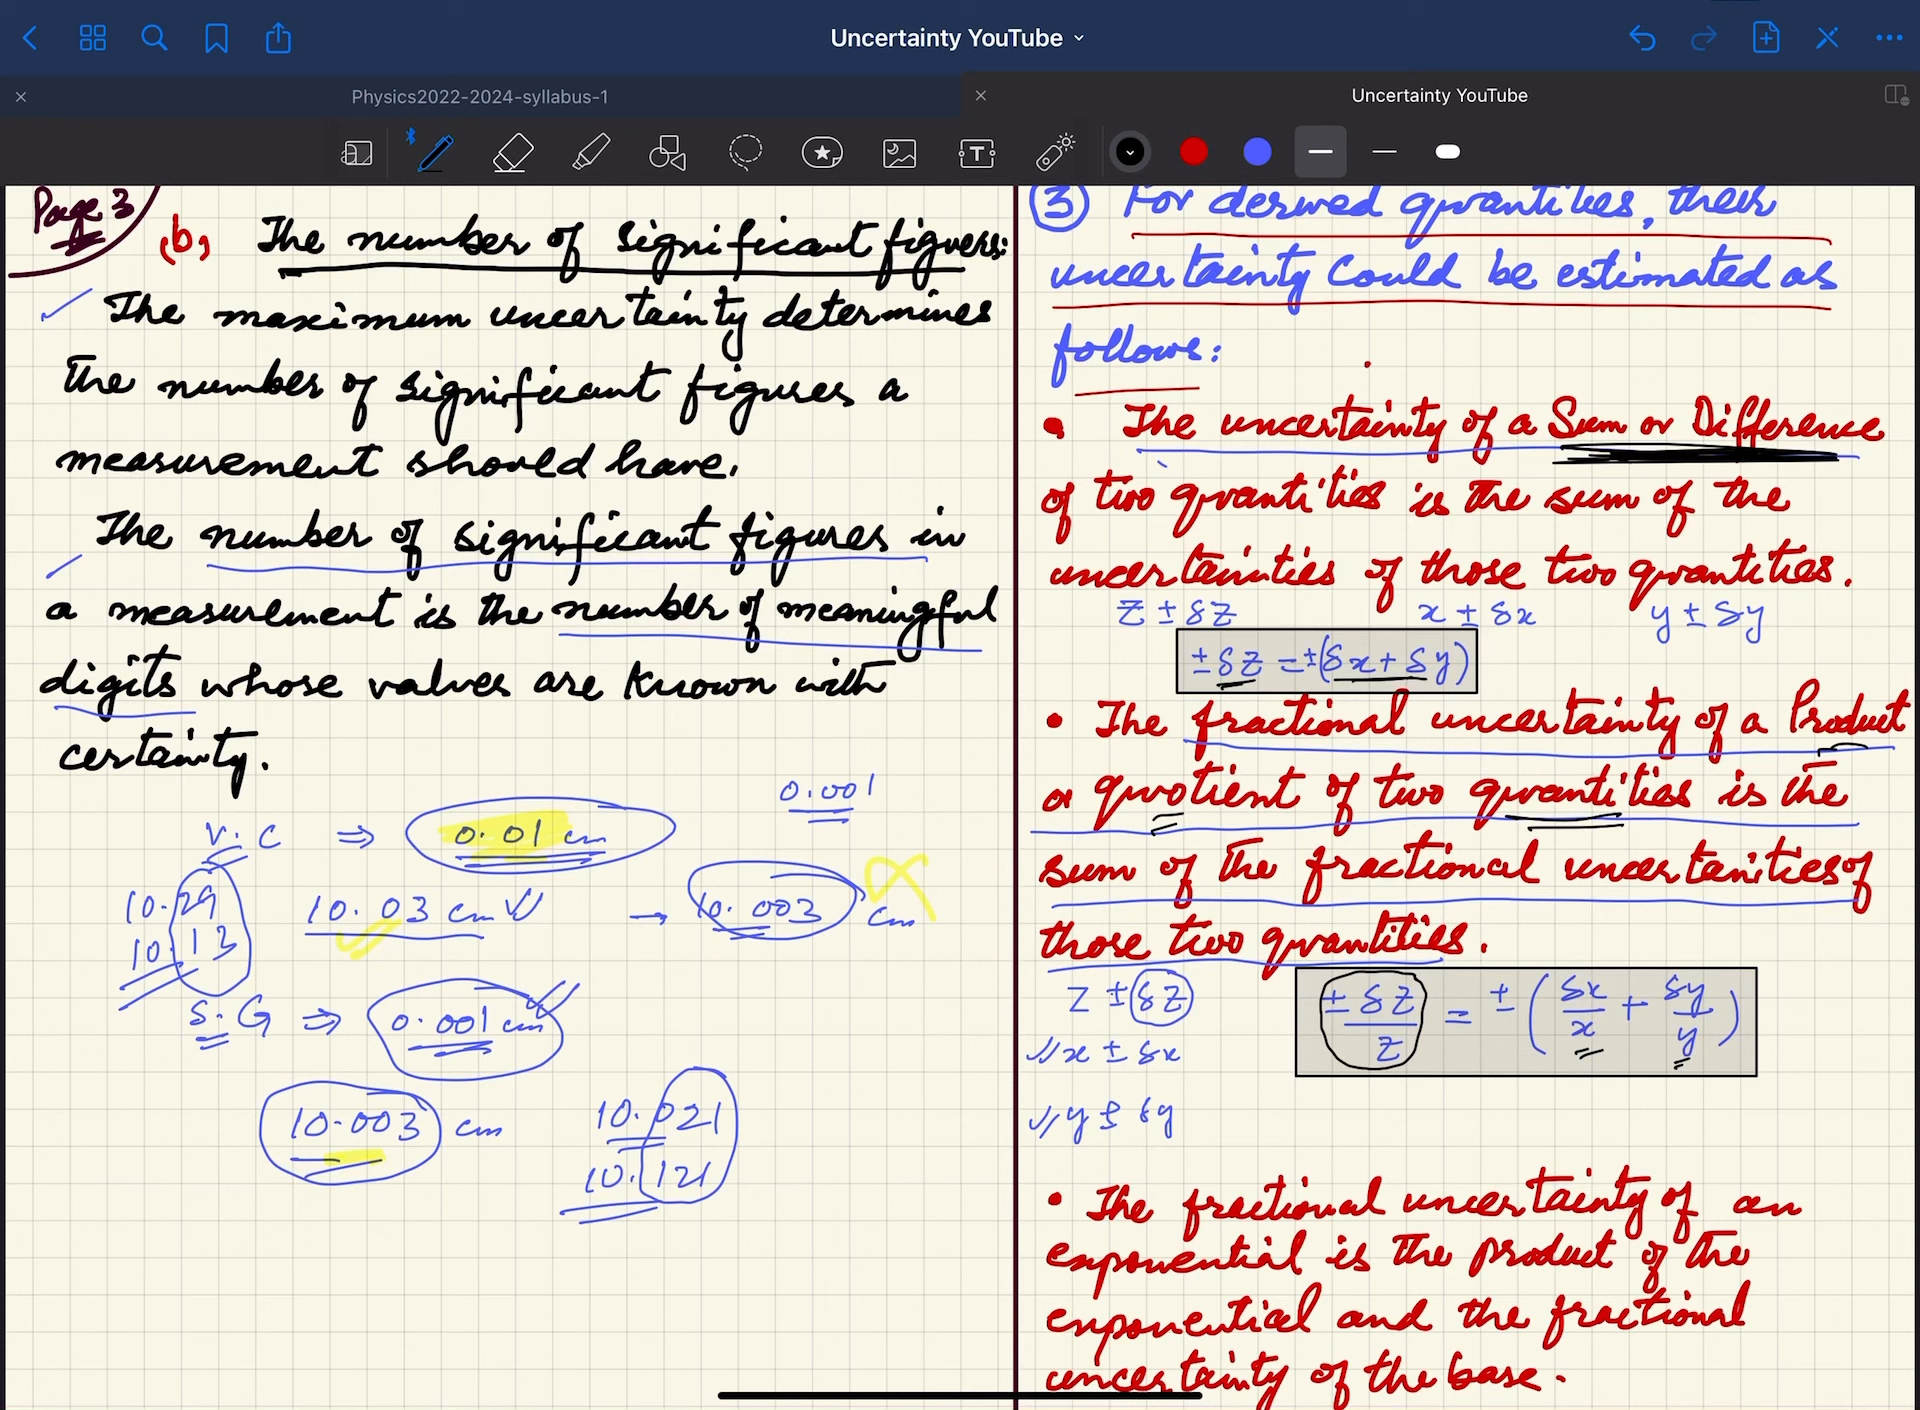 Uncertainty YouTube
Physics2022-2024-syllabus-1
Uncertainty YouTube
Page 3
(b) The number of significant figures:
The maximum uncertainty determines
the number of significant figures a
measurement should have.
The number of significant figures in
a measurement is the number of meaningful
digits whose values are known with
certainty.
0.001
V.C ⇒ 0.01 cm
10.29
10.03 cm → 10.003 cm
10.13
S.G ⇒ 0.001 cm
10.003 cm
10.021
10.121
③ For derived quantities, their
uncertainty could be estimated as
follows:
• The uncertainty of a Sum or Difference
of two quantities is the sum of the
uncertainties of those two quantities.
z ± δz x ± δx y ± δy
± δz = ±(δx + δy)
• The fractional uncertainty of a Product
or quotient of two quantities is the
sum of the fractional uncertanities of
those two quantities.
z ± δz
± δz/z = ± (δx/x + δy/y)
x ± δx
y ± δy
• The fractional uncertainty of an
exponential is the product of the
exponential and the fractional
uncertainty of the base.